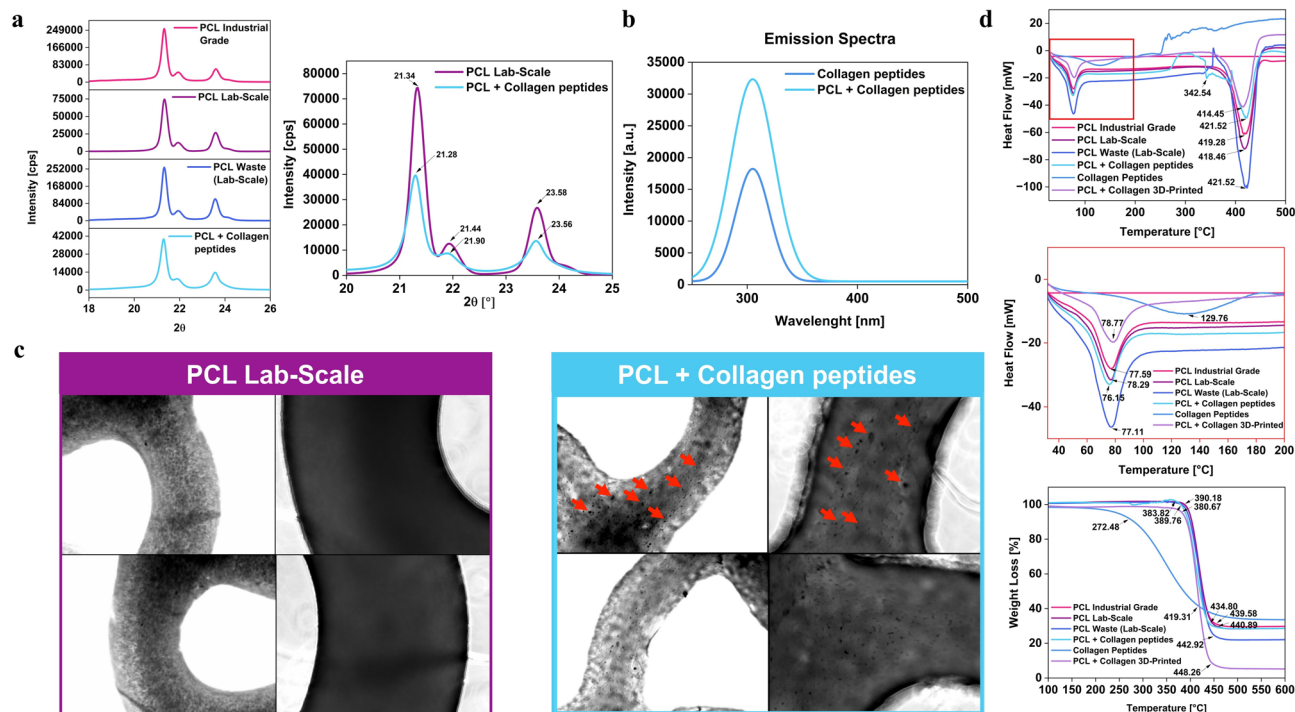 a
Intensity [cps]
249000
166000
83000
0
PCL Industrial
Grade
75000
50000
25000
0
PCL Lab-Scale
252000
168000
84000
0
PCL Waste
(Lab-Scale)
42000
28000
14000
0
PCL + Collagen
peptides
18 20 22 24 26
2θ
Intensity (cps)
80000
70000
60000
50000
40000
30000
20000
10000
0
21.34
21.28
21.44
21.90
23.58
23.56
PCL Lab-Scale
PCL + Collagen peptides
20 21 22 23 24 25
2θ [°]
b
Emission Spectra
Intensity [a.u.]
35000
30000
25000
20000
15000
10000
5000
0
Collagen peptides
PCL + Collagen peptides
300 400 500
Wavelenght [nm]
c
PCL Lab-Scale
PCL + Collagen peptides
d
Heat Flow [mW]
20
0
−20
−40
−60
−80
−100
342.54
414.45
421.52
419.28
418.46
421.52
PCL Industrial Grade
PCL Lab-Scale
PCL Waste (Lab-Scale)
PCL + Collagen peptides
Collagen Peptides
PCL + Collagen 3D-Printed
100 200 300 400 500
Temperature [°C]
Heat Flow [mW]
0
−20
−40
129.76
78.77
77.59
78.29
76.15
77.11
PCL Industrial Grade
PCL Lab-Scale
PCL Waste (Lab-Scale)
PCL + Collagen peptides
Collagen Peptides
PCL + Collagen 3D-Printed
40 60 80 100 120 140 160 180 200
Temperature [°C]
Weight Loss [%]
100
80
60
40
20
0
390.18
383.82
380.67
389.76
272.48
434.80
439.58
419.31
440.89
442.92
448.26
PCL Industrial Grade
PCL Lab-Scale
PCL Waste (Lab-Scale)
PCL + Collagen peptides
Collagen Peptides
PCL + Collagen 3D-Printed
100 150 200 250 300 350 400 450 500 550 600
Temperature [°C]